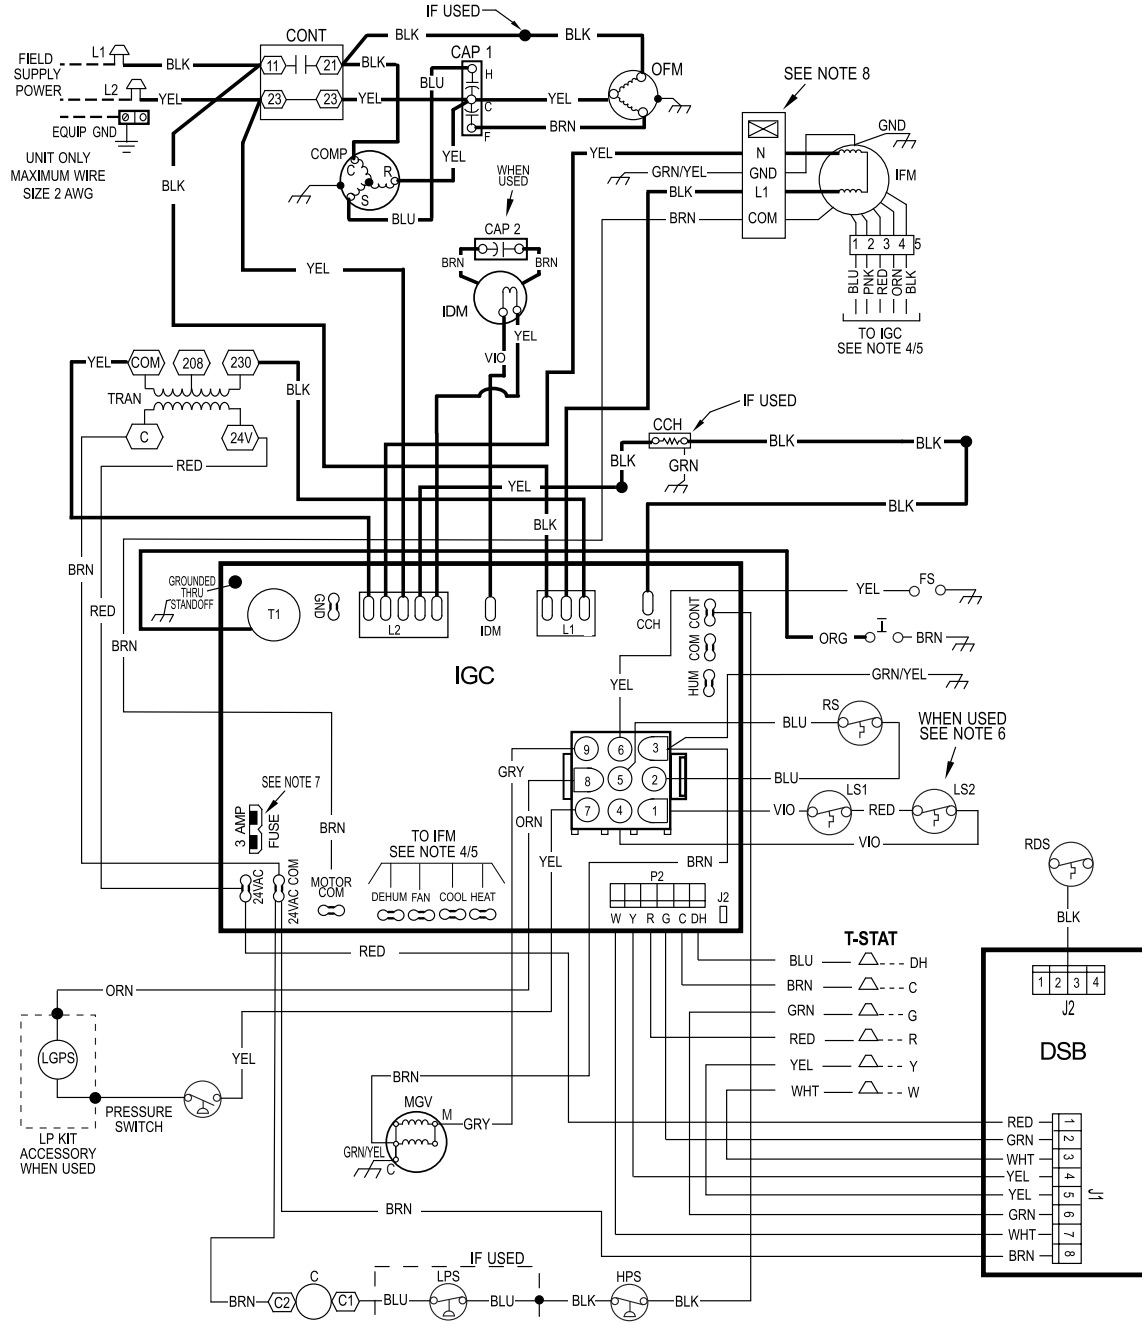 IF USED
BLK
BLK
CONT
CAP 1
L1
FIELD
SUPPLY
POWER
BLK
11
21
BLK
BLU
H
OFM
SEE NOTE 8
L2
YEL
23
23
YEL
C
YEL
F
BRN
EQUIP GND
UNIT ONLY
MAXIMUM WIRE
SIZE 2 AWG
COMP
C
R
S
YEL
BLU
BLK
WHEN
USED
YEL
N
GND
GRN/YEL
GND
IFM
BLK
L1
BRN
COM
CAP 2
BRN
BRN
IDM
1 2 3 4 5
BLU
PNK
RED
ORN
BLK
TO IGC
SEE NOTE 4/5
YEL
YEL
VIO
YEL
COM
208
230
TRAN
BLK
C
24V
RED
IF USED
CCH
BLK
BLK
BLK
GRN
YEL
BLK
BLK
BRN
RED
BRN
GROUNDED
THRU
STANDOFF
T1
GND
L2
IDM
L1
CCH
CONT
COM
HUM
IGC
YEL
YEL
FS
ORG
I
BRN
GRN/YEL
RS
BLU
BLU
WHEN USED
SEE NOTE 6
9
6
3
8
5
2
7
4
1
GRY
ORN
YEL
LS1
LS2
VIO
RED
VIO
SEE NOTE 7
3 AMP
FUSE
BRN
TO IFM
SEE NOTE 4/5
24VAC
24VAC COM
MOTOR
COM
DEHUM
FAN
COOL
HEAT
BRN
P2
J2
W Y R G C DH
RDS
BLK
RED
T-STAT
BLU
DH
BRN
C
GRN
G
RED
R
YEL
Y
WHT
W
1 2 3 4
J2
DSB
ORN
LGPS
YEL
PRESSURE
SWITCH
LP KIT
ACCESSORY
WHEN USED
BRN
MGV
M
GRY
GRN/YEL
C
RED
1
GRN
2
WHT
3
YEL
4
YEL
5
GRN
6
WHT
7
BRN
8
J1
BRN
IF USED
C
LPS
HPS
BRN
C2
C1
BLU
BLU
BLK
BLK